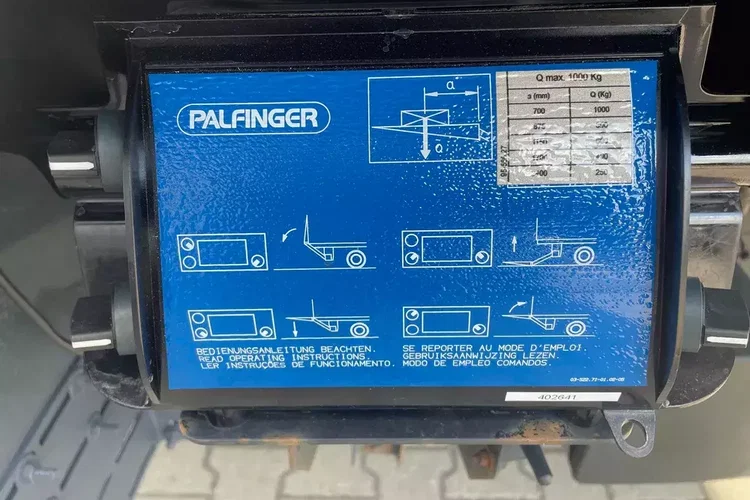 PALFINGER
a
Q
Q max. 1000 Kg
a (mm) Q (Kg)
700 1000
250
BEDIENUNGSANLEITUNG BEACHTEN.
READ OPERATING INSTRUCTIONS.
LER INSTRUÇÕES DE FUNCIONAMENTO.
SE REPORTER AU MODE D'EMPLOI.
GEBRUIKSAANWIJZING LEZEN.
MODO DE EMPLEO COMANDOS.
402641